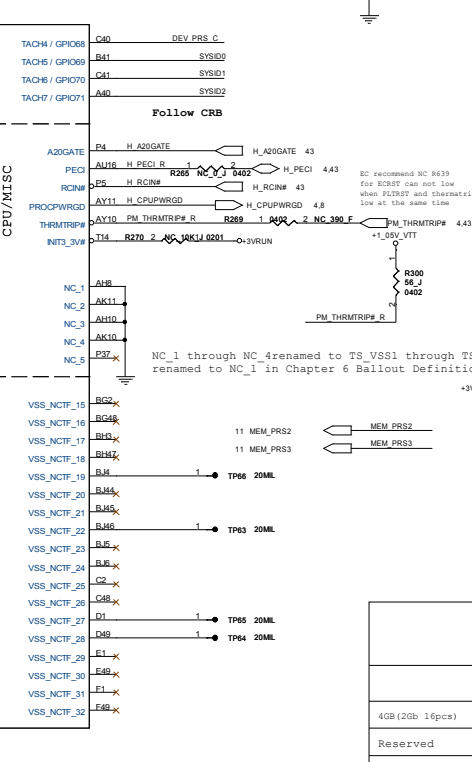 TACH4 / GPIO68 C40 DEV_PRS_C
TACH5 / GPIO69 B41 SYSID0
TACH6 / GPIO70 C41 SYSID1
TACH7 / GPIO71 A40 SYSID2
Follow CRB
CPU/MISC
A20GATE P4 H_A20GATE H_A20GATE 43
PECI AU16 H_PECI_R R265 1 NC_0_J 2 0402 H_PECI 4,43
RCIN# P5 H_RCIN# H_RCIN# 43
PROCPWRGD AY11 H_CPUPWRGD H_CPUPWRGD 4,8
THRMTRIP# AY10 PM_THRMTRIP#_R R269 1 0402 2 NC_390_F PM_THRMTRIP# 4,43
INIT3_3V# T14 R270 2 NC_10K1J 0201 +3VRUN
EC recommend NC R639
for ECRST can not low
when PLTRST and thermatri
low at the same time
+1_05V_VTT
1
R300
56_J
0402
2
PM_THRMTRIP#_R
NC_1 AH8
NC_2 AK11
NC_3 AH10
NC_4 AK10
NC_5 P37
NC_1 through NC_4renamed to TS_VSS1 through TS
renamed to NC_1 in Chapter 6 Ballout Definitio
+3V
VSS_NCTF_15 BG2
VSS_NCTF_16 BG48
VSS_NCTF_17 BH3
VSS_NCTF_18 BH47
11 MEM_PRS2 MEM_PRS2
11 MEM_PRS3 MEM_PRS3
VSS_NCTF_19 BJ4 1 TP66 20MIL
VSS_NCTF_20 BJ44
VSS_NCTF_21 BJ45
VSS_NCTF_22 BJ46 1 TP63 20MIL
VSS_NCTF_23 BJ5
VSS_NCTF_24 BJ6
VSS_NCTF_25 C2
VSS_NCTF_26 C48
VSS_NCTF_27 D1 1 TP65 20MIL
VSS_NCTF_28 D49 1 TP64 20MIL
VSS_NCTF_29 E1
VSS_NCTF_30 E49
VSS_NCTF_31 F1
VSS_NCTF_32 F49
4GB(2Gb 16pcs)
Reserved